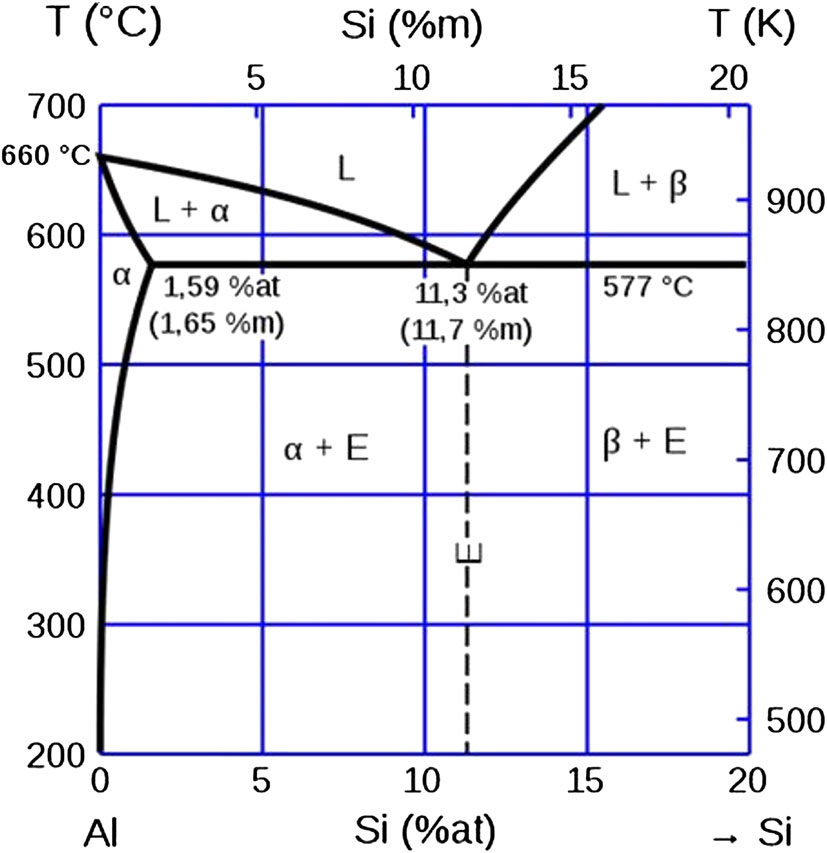 T (°C) Si (%m) T (K)
5 10 15 20
700
660 °C
L
L + β
900
L + α
600
α
1,59 %at 11,3 %at 577 °C
(1,65 %m) (11,7 %m)
800
500
α + E β + E
700
400
E
600
300
500
200
0 5 10 15 20
Al Si (%at) → Si